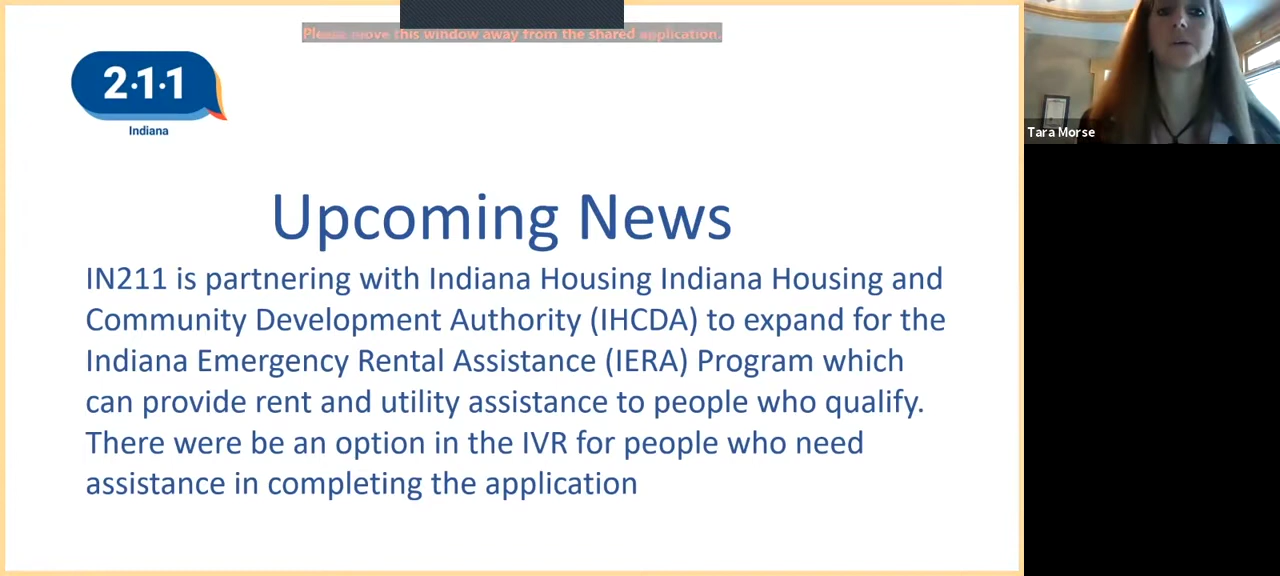 Please move this window away from the shared application.
2·1·1
Indiana
Tara Morse
Upcoming News
IN211 is partnering with Indiana Housing Indiana Housing and
Community Development Authority (IHCDA) to expand for the
Indiana Emergency Rental Assistance (IERA) Program which
can provide rent and utility assistance to people who qualify.
There were be an option in the IVR for people who need
assistance in completing the application